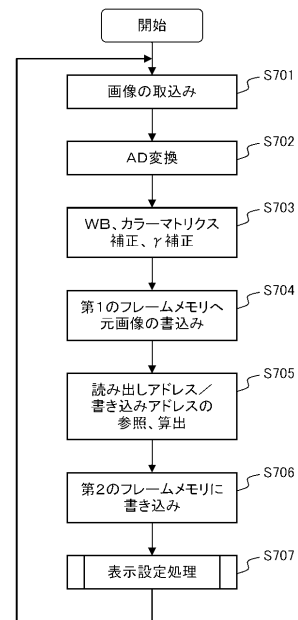 開始
画像の取込み
S701
AD変換
S702
WB、カラーマトリクス
補正、γ補正
S703
第1のフレームメモリへ
元画像の書込み
S704
読み出しアドレス／
書き込みアドレスの
参照、算出
S705
第2のフレームメモリに
書き込み
S706
表示設定処理
S707